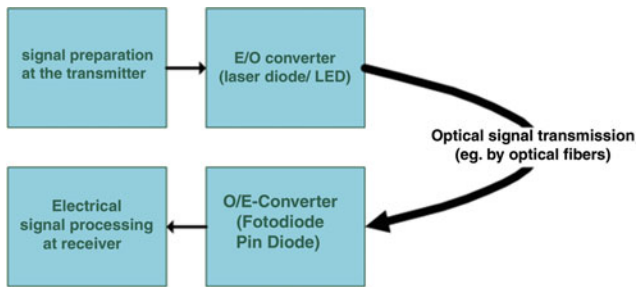 signal preparation
at the transmitter
E/O converter
(laser diode/ LED)
Optical signal transmission
(eg. by optical fibers)
O/E-Converter
(Fotodiode
Pin Diode)
Electrical
signal processing
at receiver